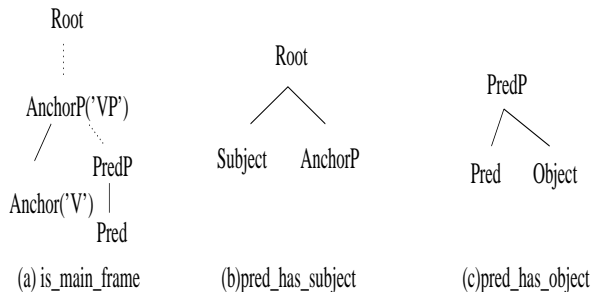 Root
AnchorP('VP')
PredP
Anchor('V')
Pred
(a) is_main_frame
Root
Subject AnchorP
(b)pred_has_subject
PredP
Pred Object
(c)pred_has_object